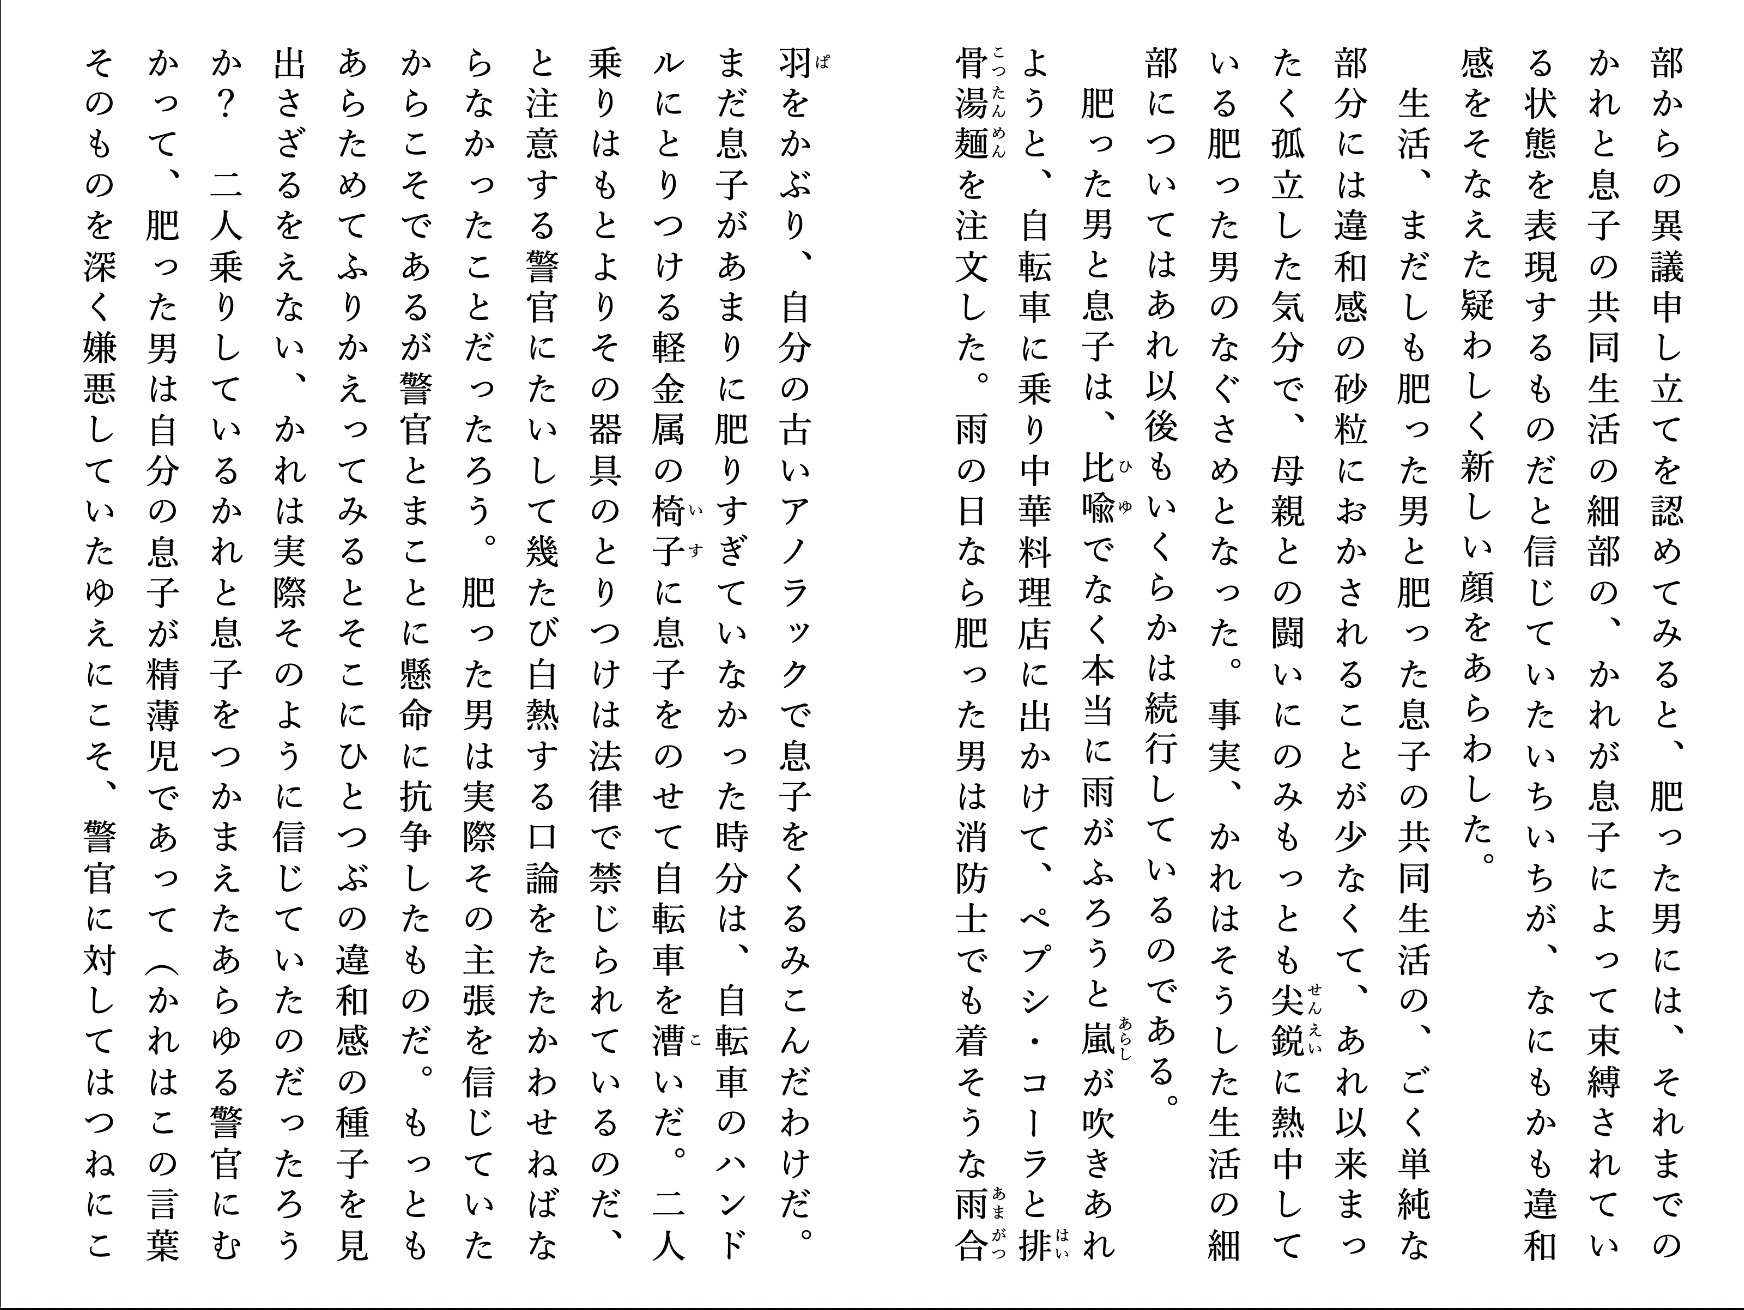 部からの異議申し立てを認めてみると、肥った男には、それまでの
かれと息子の共同生活の細部の、かれが息子によって束縛されてい
る状態を表現するものだと信じていたいちいちが、なにもかも違和
感をそなえた疑わしく新しい顔をあらわした。
生活、まだしも肥った男と肥った息子の共同生活の、ごく単純な
部分には違和感の砂粒におかされることが少なくて、あれ以来まっ
たく孤立した気分で、母親との闘いにのみもっとも尖鋭に熱中して
いる肥った男のなぐさめとなった。事実、かれはそうした生活の細
部についてはあれ以後もいくらかは続行しているのである。
肥った男と息子は、比喩でなく本当に雨がふろうと嵐が吹きあれ
ようと、自転車に乗り中華料理店に出かけて、ペプシ・コーラと排
骨湯麺を注文した。雨の日なら肥った男は消防士でも着そうな雨合
羽をかぶり、自分の古いアノラックで息子をくるみこんだわけだ。
まだ息子があまりに肥りすぎていなかった時分は、自転車のハンド
ルにとりつける軽金属の椅子に息子をのせて自転車を漕いだ。二人
乗りはもとよりその器具のとりつけは法律で禁じられているのだ、
と注意する警官にたいして幾たび白熱する口論をたたかわせねばな
らなかったことだったろう。肥った男は実際その主張を信じていた
からこそであるが警官とまことに懸命に抗争したものだ。もっとも
あらためてふりかえってみるとそこにひとつぶの違和感の種子を見
出さざるをえない、かれは実際そのように信じていたのだったろう
か？　二人乗りしているかれと息子をつかまえたあらゆる警官にむ
かって、肥った男は自分の息子が精薄児であって（かれはこの言葉
そのものを深く嫌悪していたゆえにこそ、警官に対してはつねにこ